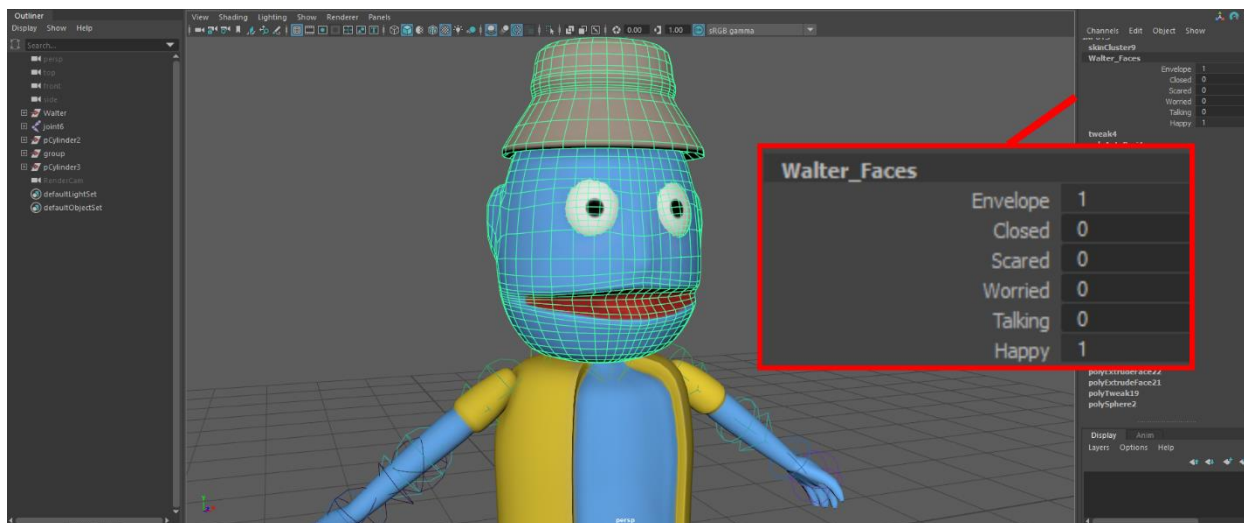 Outliner
Display Show Help
Search...
persp
top
front
side
Walter
joint6
pCylinder2
group
pCylinder3
RenderCam
defaultLightSet
defaultObjectSet
View Shading Lighting Show Renderer Panels
0.00 1.00 sRGB gamma
persp
Channels Edit Object Show
skinCluster9
Walter_Faces
Envelope 1
Closed 0
Scared 0
Worried 0
Talking 0
Happy 1
tweak4
Walter_Faces
Envelope 1
Closed 0
Scared 0
Worried 0
Talking 0
Happy 1
polyExtrudeFace22
polyExtrudeFace21
polyTweak19
polySphere2
Display Anim
Layers Options Help